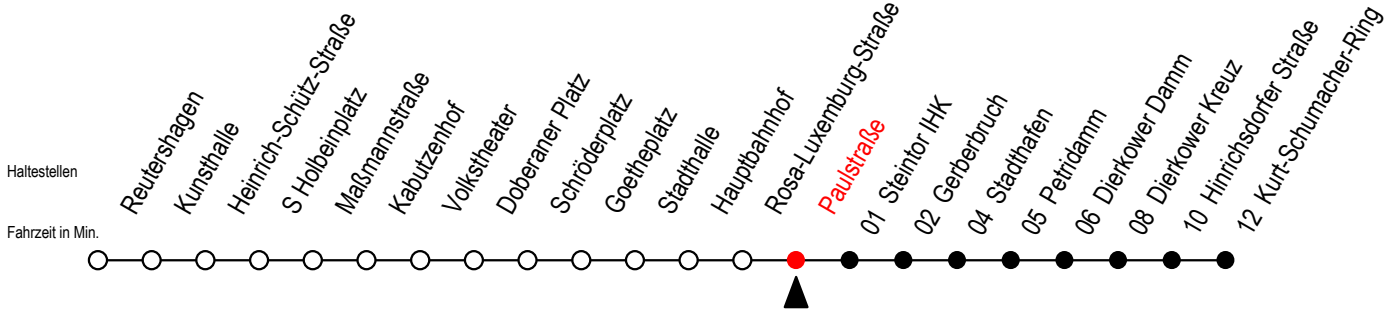 Haltestellen
Reutershagen
Kunsthalle
Heinrich-Schütz-Straße
S Holbeinplatz
Maßmannstraße
Kabutzenhof
Volkstheater
Doberaner Platz
Schröderplatz
Goetheplatz
Stadthalle
Hauptbahnhof
Rosa-Luxemburg-Straße
Paulstraße
01 Steintor IHK
02 Gerberbruch
04 Stadthafen
05 Petridamm
06 Dierkower Damm
08 Dierkower Kreuz
10 Hinrichsdorfer Straße
12 Kurt-Schumacher-Ring
Fahrzeit in Min.